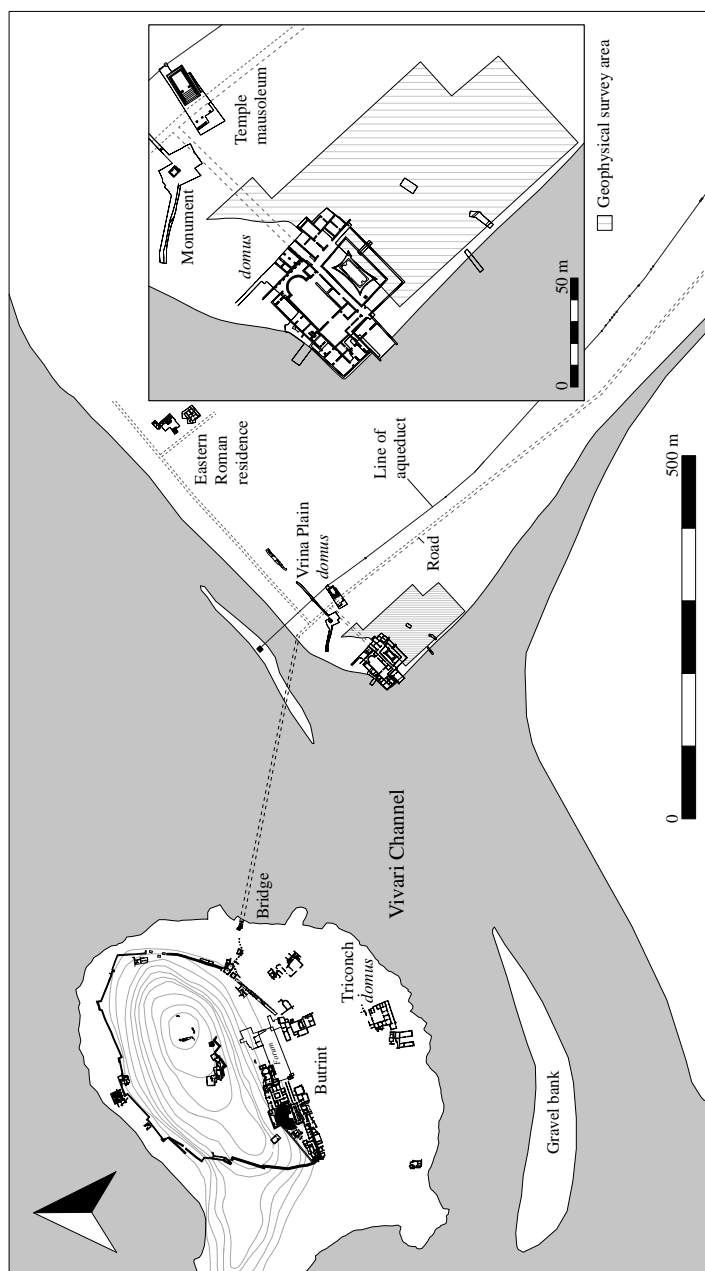 Butrint
Forum
Bridge
Triconch
domus
Gravel bank
Vivari Channel
Vrina Plain
domus
Eastern
Roman
residence
Line of
aqueduct
Road
0
500 m
Monument
Temple
mausoleum
domus
0
50 m
Geophysical survey area